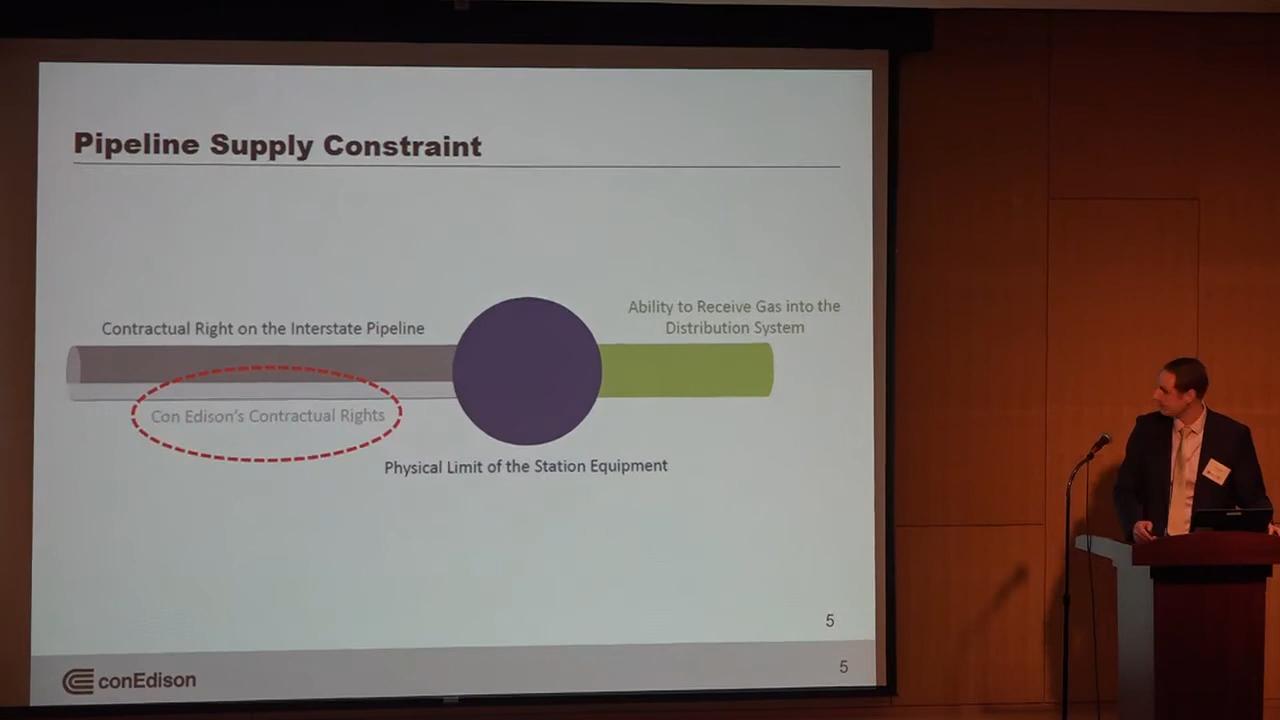 Pipeline Supply Constraint
Contractual Right on the Interstate Pipeline
Ability to Receive Gas into the
Distribution System
Con Edison's Contractual Rights
Physical Limit of the Station Equipment
5
conEdison
5